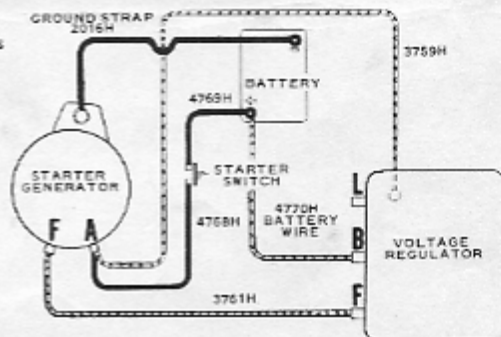 GROUND STRAP
2016H
3759H
BATTERY
4769H
STARTER
GENERATOR
STARTER
SWITCH
4768H
4770H
BATTERY
WIRE
L
B
F
VOLTAGE
REGULATOR
F A
3761H.